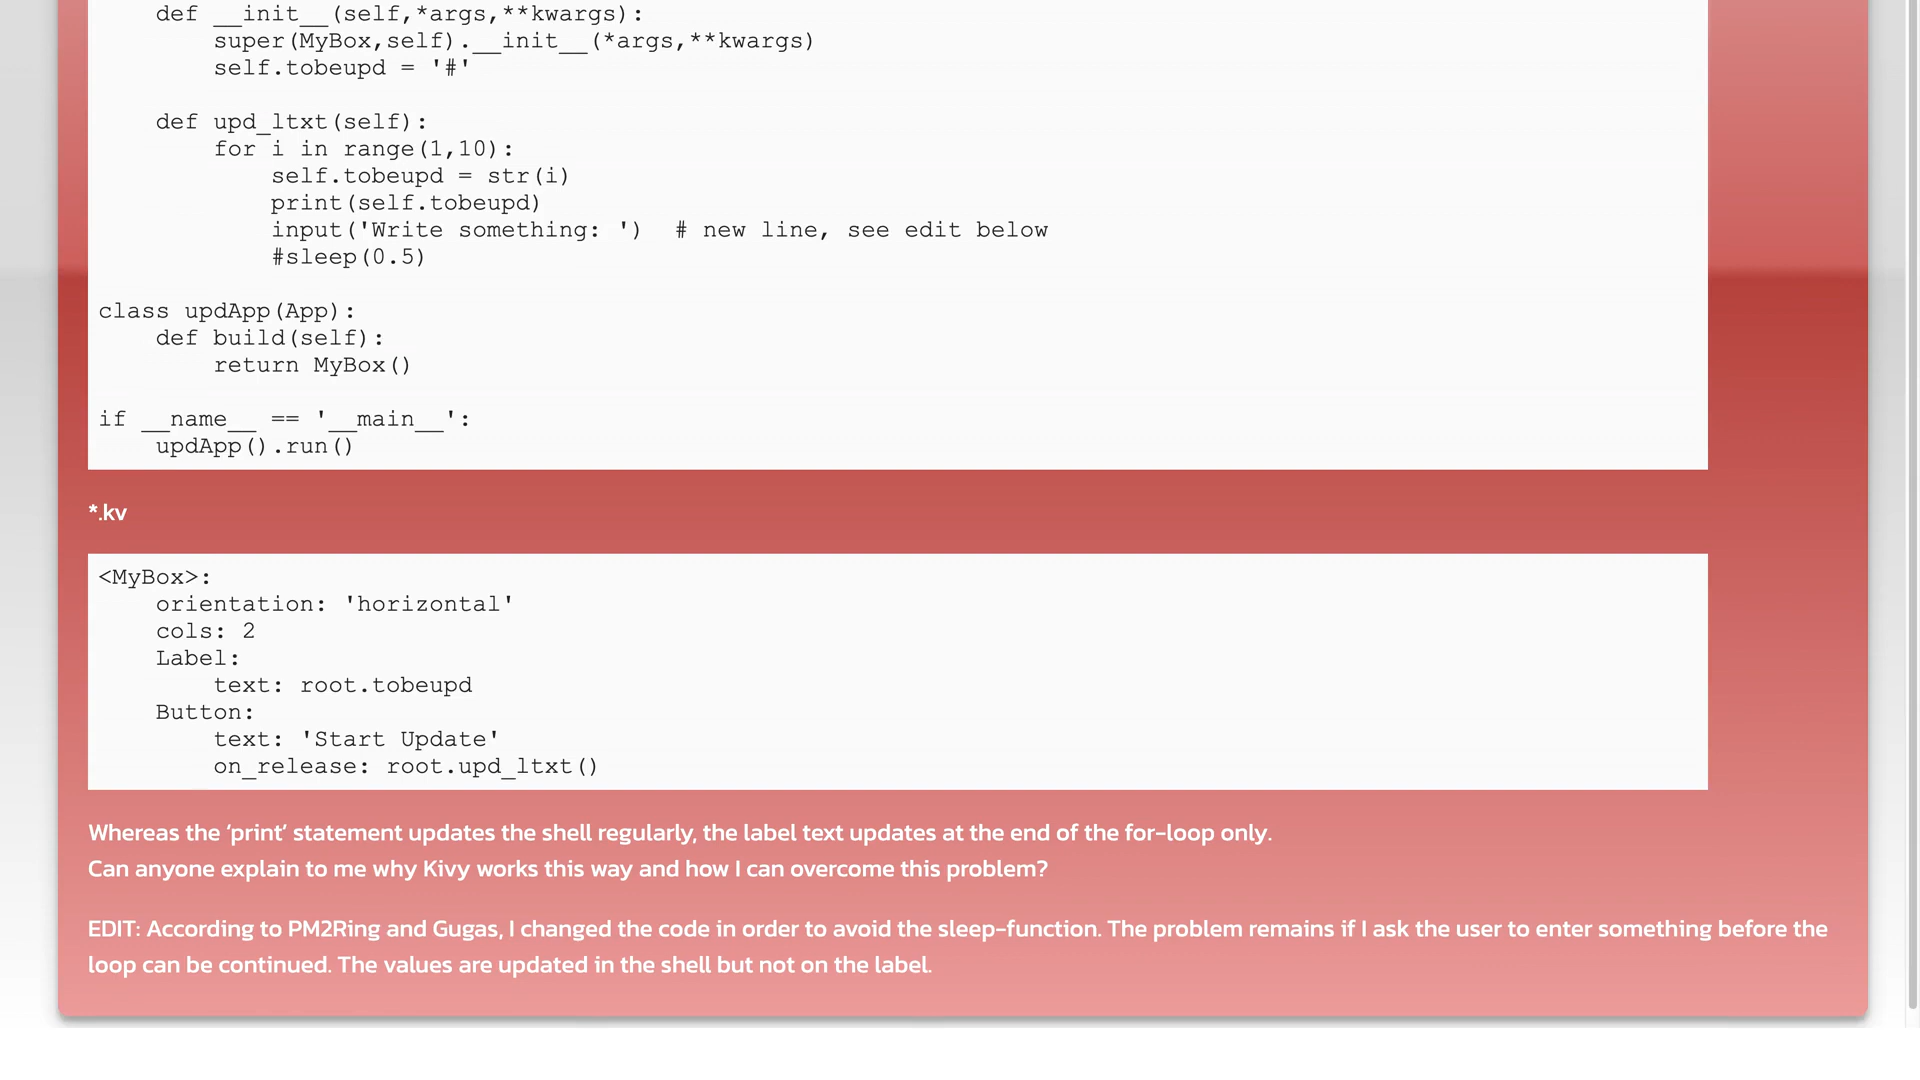 def __init__(self,*args,**kwargs):
super(MyBox,self).__init__(*args,**kwargs)
self.tobeupd = '#'
def upd_ltxt(self):
for i in range(1,10):
self.tobeupd = str(i)
print(self.tobeupd)
input('Write something: ')  # new line, see edit below
#sleep(0.5)
class updApp(App):
def build(self):
return MyBox()
if __name__ == '__main__':
updApp().run()
*.kv
<MyBox>:
orientation: 'horizontal'
cols: 2
Label:
text: root.tobeupd
Button:
text: 'Start Update'
on_release: root.upd_ltxt()
Whereas the ‘print’ statement updates the shell regularly, the label text updates at the end of the for-loop only.
Can anyone explain to me why Kivy works this way and how I can overcome this problem?
EDIT: According to PM2Ring and Gugas, I changed the code in order to avoid the sleep-function. The problem remains if I ask the user to enter something before the
loop can be continued. The values are updated in the shell but not on the label.